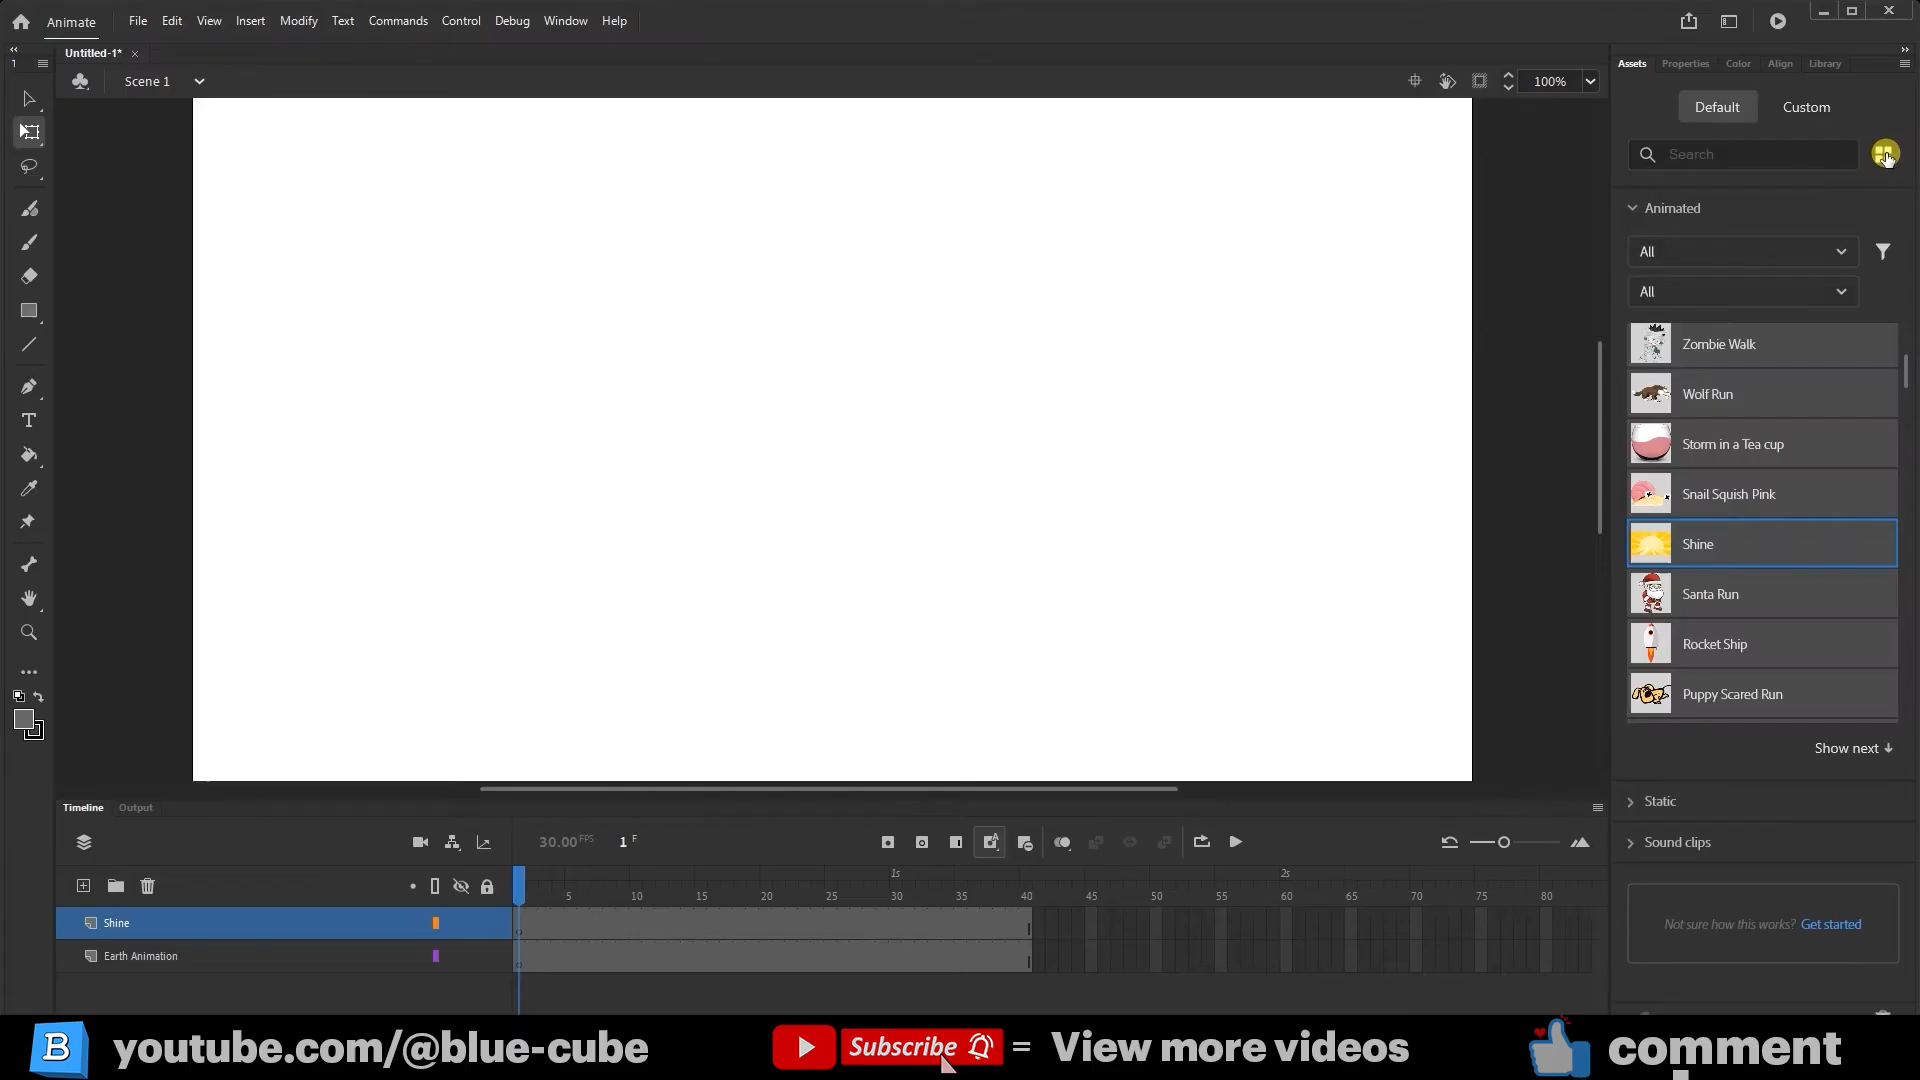 Animate
File Edit View Insert Modify Text Commands Control Debug Window Help
Untitled-1*
Scene 1
100%
Assets Properties Color Align Library
Default Custom
Search
Animated
All
All
Zombie Walk
Wolf Run
Storm in a Tea cup
Snail Squish Pink
Shine
Santa Run
Rocket Ship
Puppy Scared Run
Show next
Static
Sound clips
Not sure how this works? Get started
Timeline Output
30.00 FPS 1 F
1s 2s
5 10 15 20 25 30 35 40 45 50 55 60 65 70 75 80
Shine
Earth Animation
B youtube.com/@blue-cube Subscribe = View more videos comment